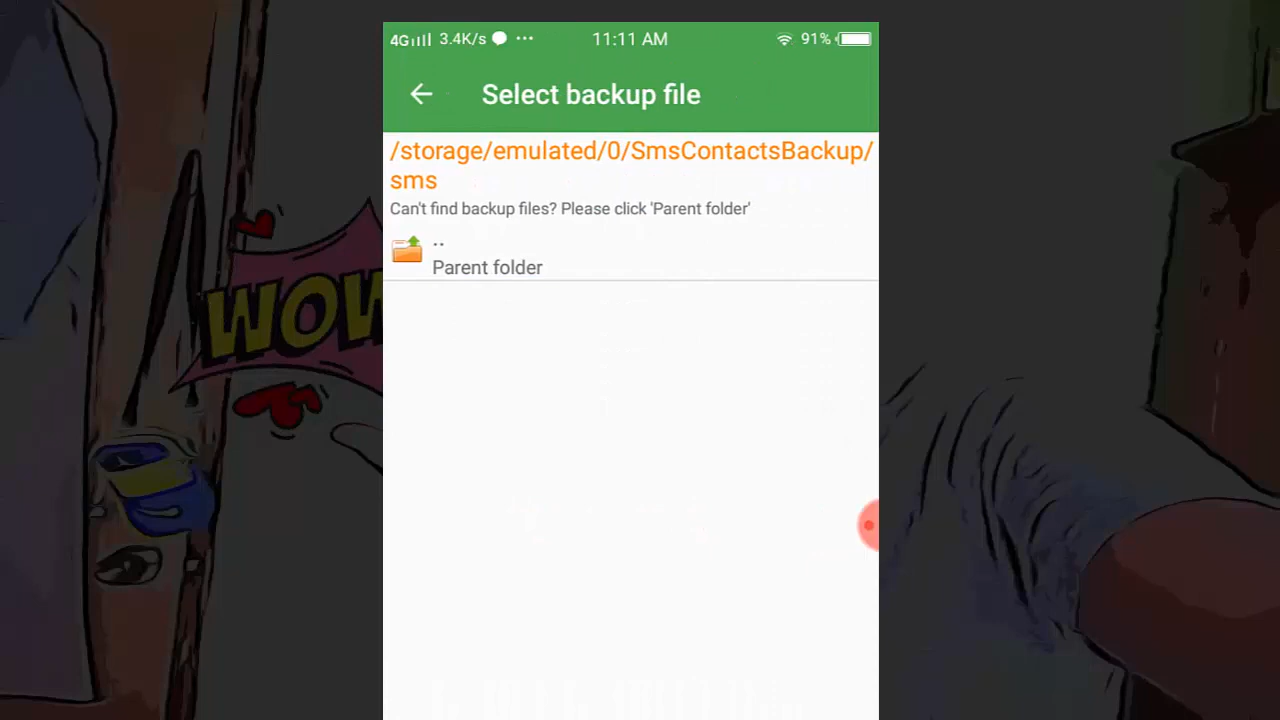 4G 3.4K/s ··· 11:11 AM 91%
Select backup file
/storage/emulated/0/SmsContactsBackup/
sms
Can't find backup files? Please click 'Parent folder'
..
Parent folder
WOW